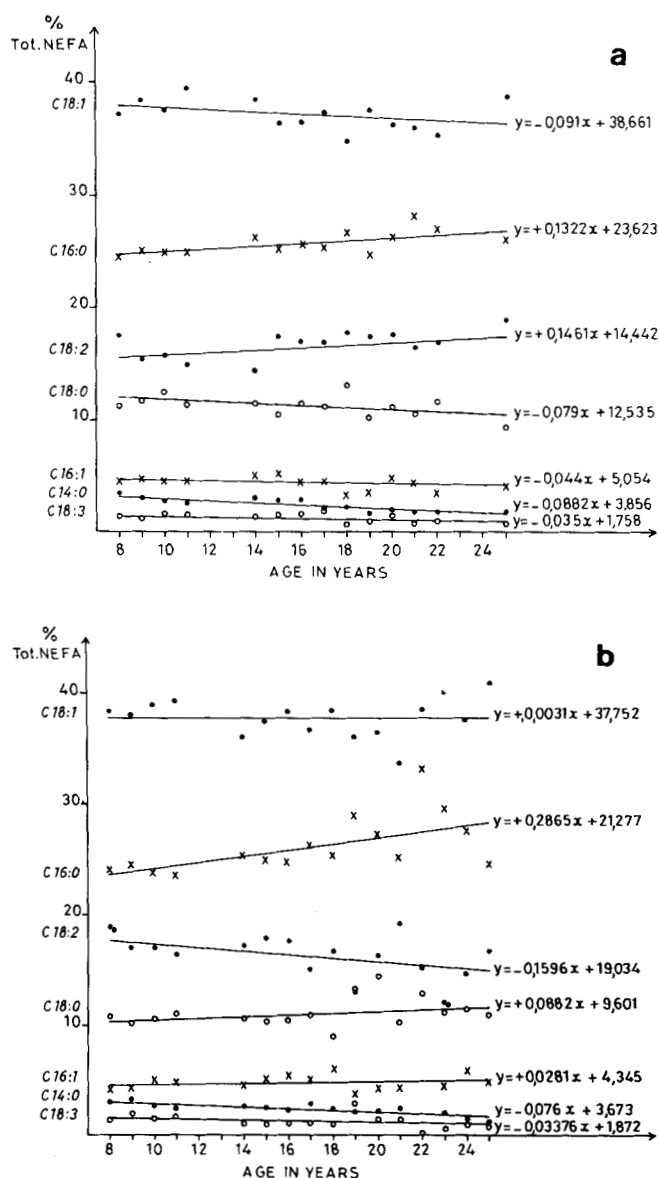 %
Tot.NEFA
a
40
C18:1
y=-0,091x + 38,661
30
C16:0
y=+0,1322x + 23,623
20
C18:2
y=+0,1461x + 14,442
C18:0
10
y=-0,079x + 12,535
C16:1
y=-0,044x + 5,054
C14:0
y=-0,0882x + 3,856
C18:3
y=-0,035x + 1,758
8 10 12 14 16 18 20 22 24
AGE IN YEARS
%
Tot.NEFA
b
40
C18:1
y=+,0,0031x + 37,752
30
y=+0,2865x + 21,277
C16:0
20
C18:2
y=-0,1596x + 19,034
C18:0
y=+0,0882x + 9,601
10
C16:1
y=+0,0281x + 4,345
C14:0
y=-0,076x + 3,673
C18:3
y=-0,03376x + 1,872
8 10 12 14 16 18 20 22 24
AGE IN YEARS